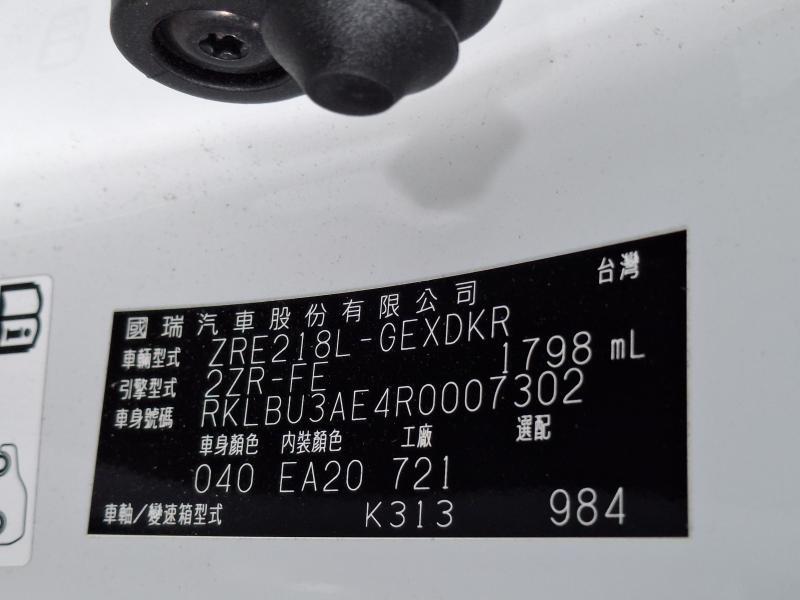 台灣
國瑞汽車股份有限公司
車輛型式 ZRE218L-GEXDKR
引擎型式 2ZR-FE 1798 mL
車身號碼 RKLBU3AE4R0007302
車身顏色 內裝顏色 工廠 選配
040 EA20 721
車軸/變速箱型式 K313 984